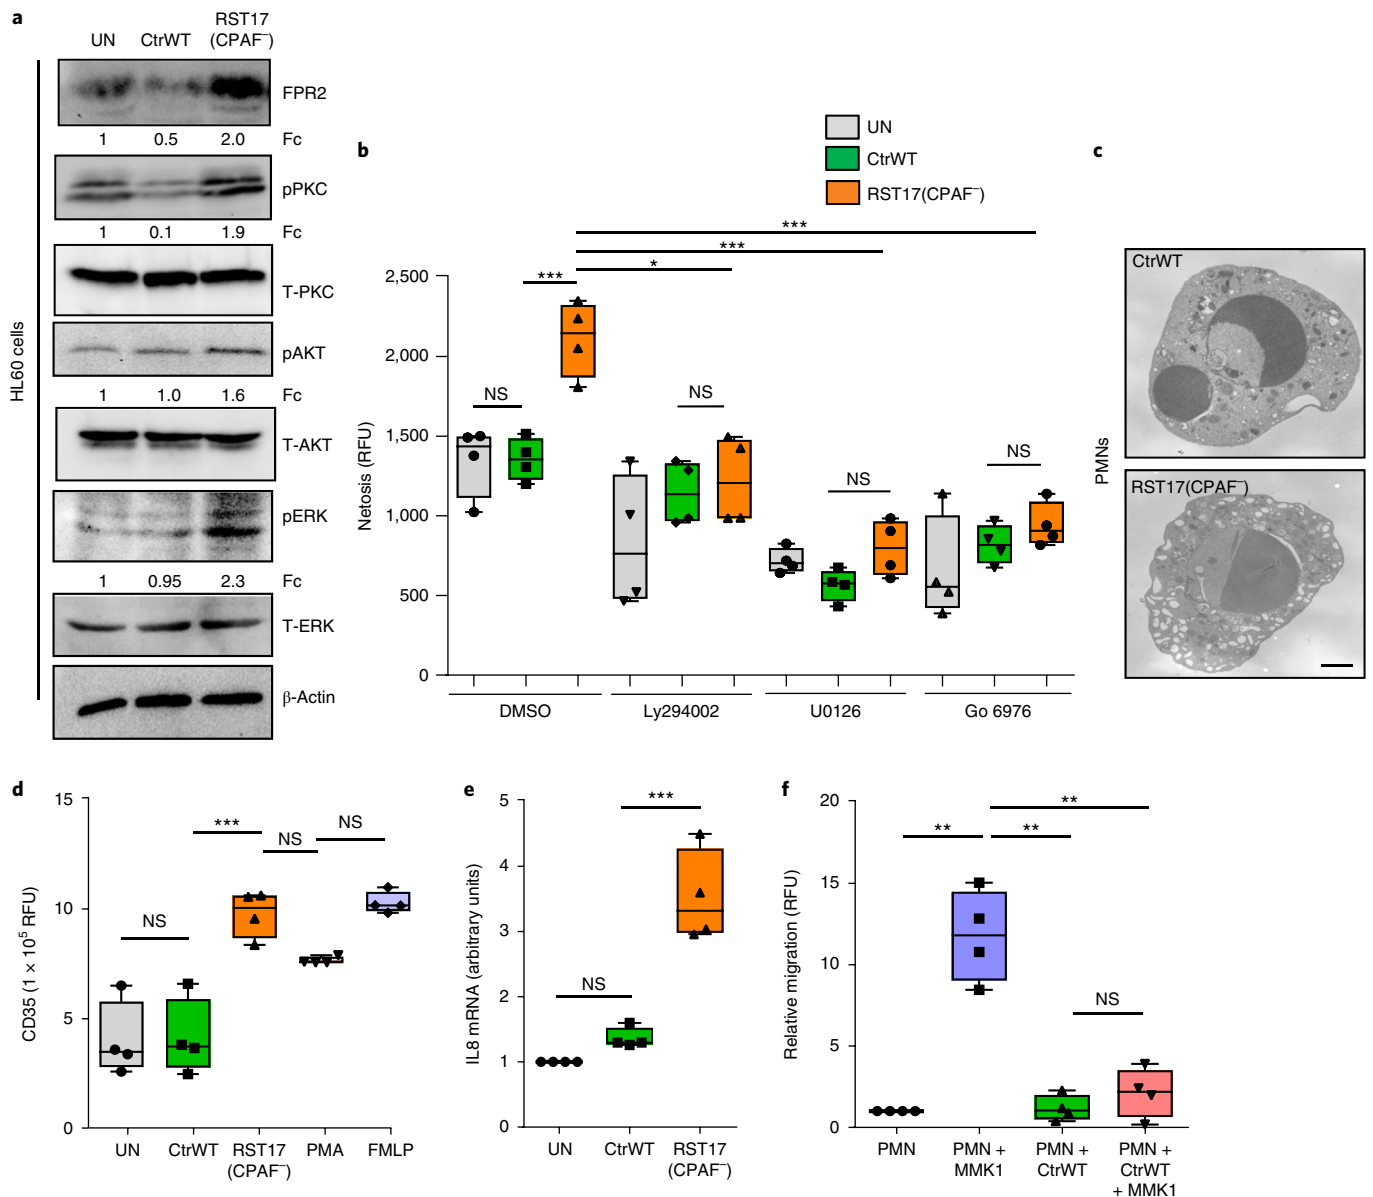 a
UN CtrWT RST17
(CPAF⁻)
HL60 cells
FPR2
1 0.5 2.0 Fc
pPKC
1 0.1 1.9 Fc
T-PKC
pAKT
1 1.0 1.6 Fc
T-AKT
pERK
1 0.95 2.3 Fc
T-ERK
β-Actin
b
UN
CtrWT
RST17(CPAF⁻)
***
***
*
***
NS
NS
NS
NS
Netosis (RFU)
2,500
2,000
1,500
1,000
500
0
DMSO Ly294002 U0126 Go 6976
c
PMNs
CtrWT
RST17(CPAF⁻)
d
CD35 (1 × 10⁵ RFU)
15
10
5
0
NS
***
NS
NS
UN CtrWT RST17 PMA FMLP
(CPAF⁻)
e
IL8 mRNA (arbitrary units)
5
4
3
2
1
0
NS
***
UN CtrWT RST17
(CPAF⁻)
f
Relative migration (RFU)
20
15
10
5
0
**
**
**
NS
PMN PMN + PMN + PMN +
MMK1 CtrWT CtrWT
+ MMK1